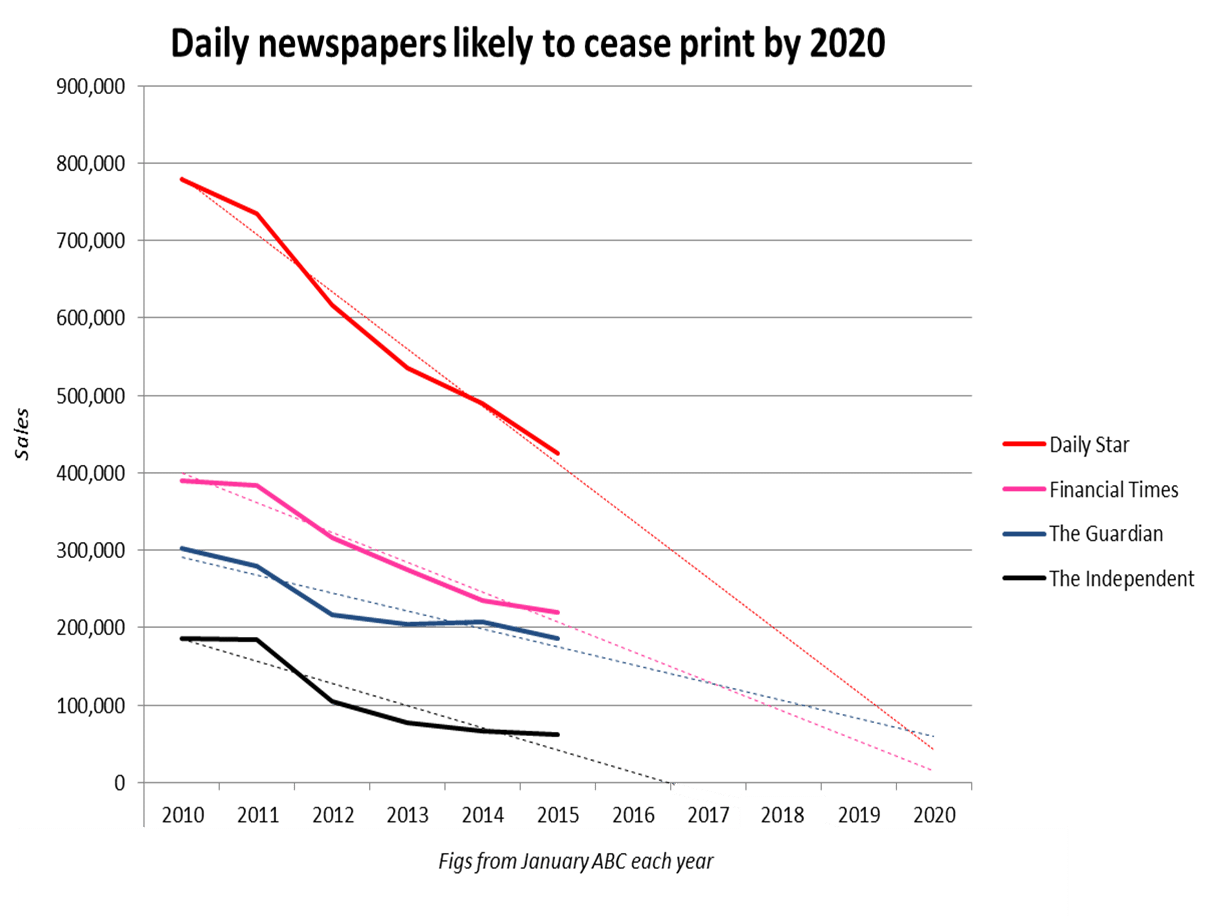 Daily newspapers likely to cease print by 2020
900,000
800,000
700,000
600,000
500,000
400,000
300,000
200,000
100,000
0
Sales
2010 2011 2012 2013 2014 2015 2016 2017 2018 2019 2020
Figs from January ABC each year
Daily Star
Financial Times
The Guardian
The Independent